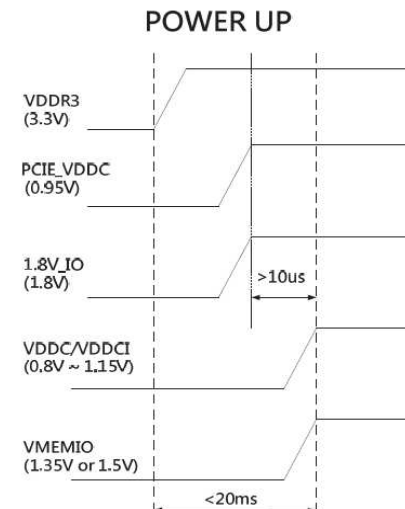 POWER UP
VDDR3
(3.3V)
PCIE_VDDC
(0.95V)
1.8V_IO
(1.8V)
>10us
VDDC/VDDCI
(0.8V ~ 1.15V)
VMEMIO
(1.35V or 1.5V)
<20ms